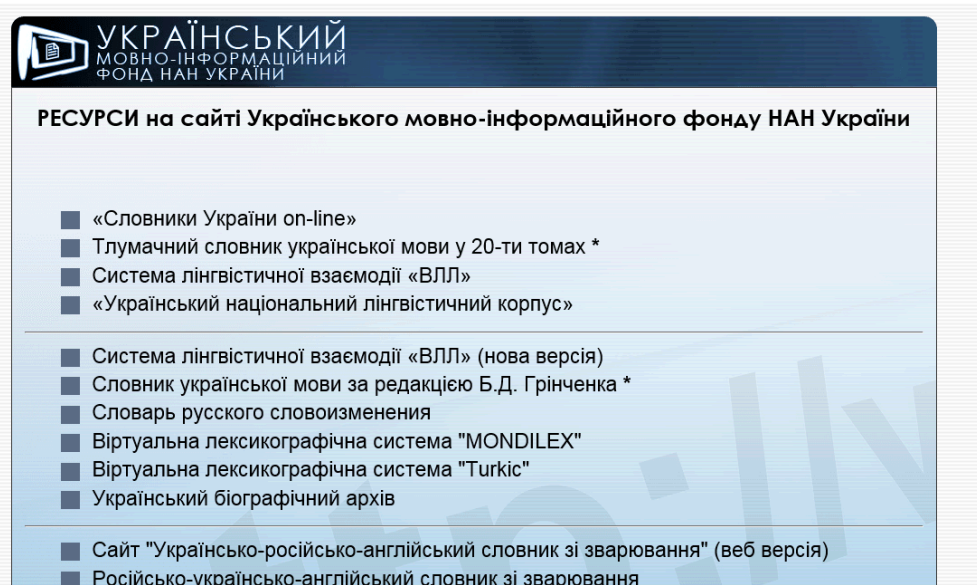 УКРАЇНСЬКИЙ
МОВНО-ІНФОРМАЦІЙНИЙ
ФОНД НАН УКРАЇНИ
РЕСУРСИ на сайті Українського мовно-інформаційного фонду НАН України
«Словники України on-line»
Тлумачний словник української мови у 20-ти томах *
Система лінгвістичної взаємодії «ВЛЛ»
«Український національний лінгвістичний корпус»
Система лінгвістичної взаємодії «ВЛЛ» (нова версія)
Словник української мови за редакцією Б.Д. Грінченка *
Словарь русского словоизменения
Віртуальна лексикографічна система "MONDILEX"
Віртуальна лексикографічна система "Turkic"
Український біографічний архів
Сайт "Українсько-російсько-англійський словник зі зварювання" (веб версія)
Російсько-українсько-англійський словник зі зварювання
ttp://w